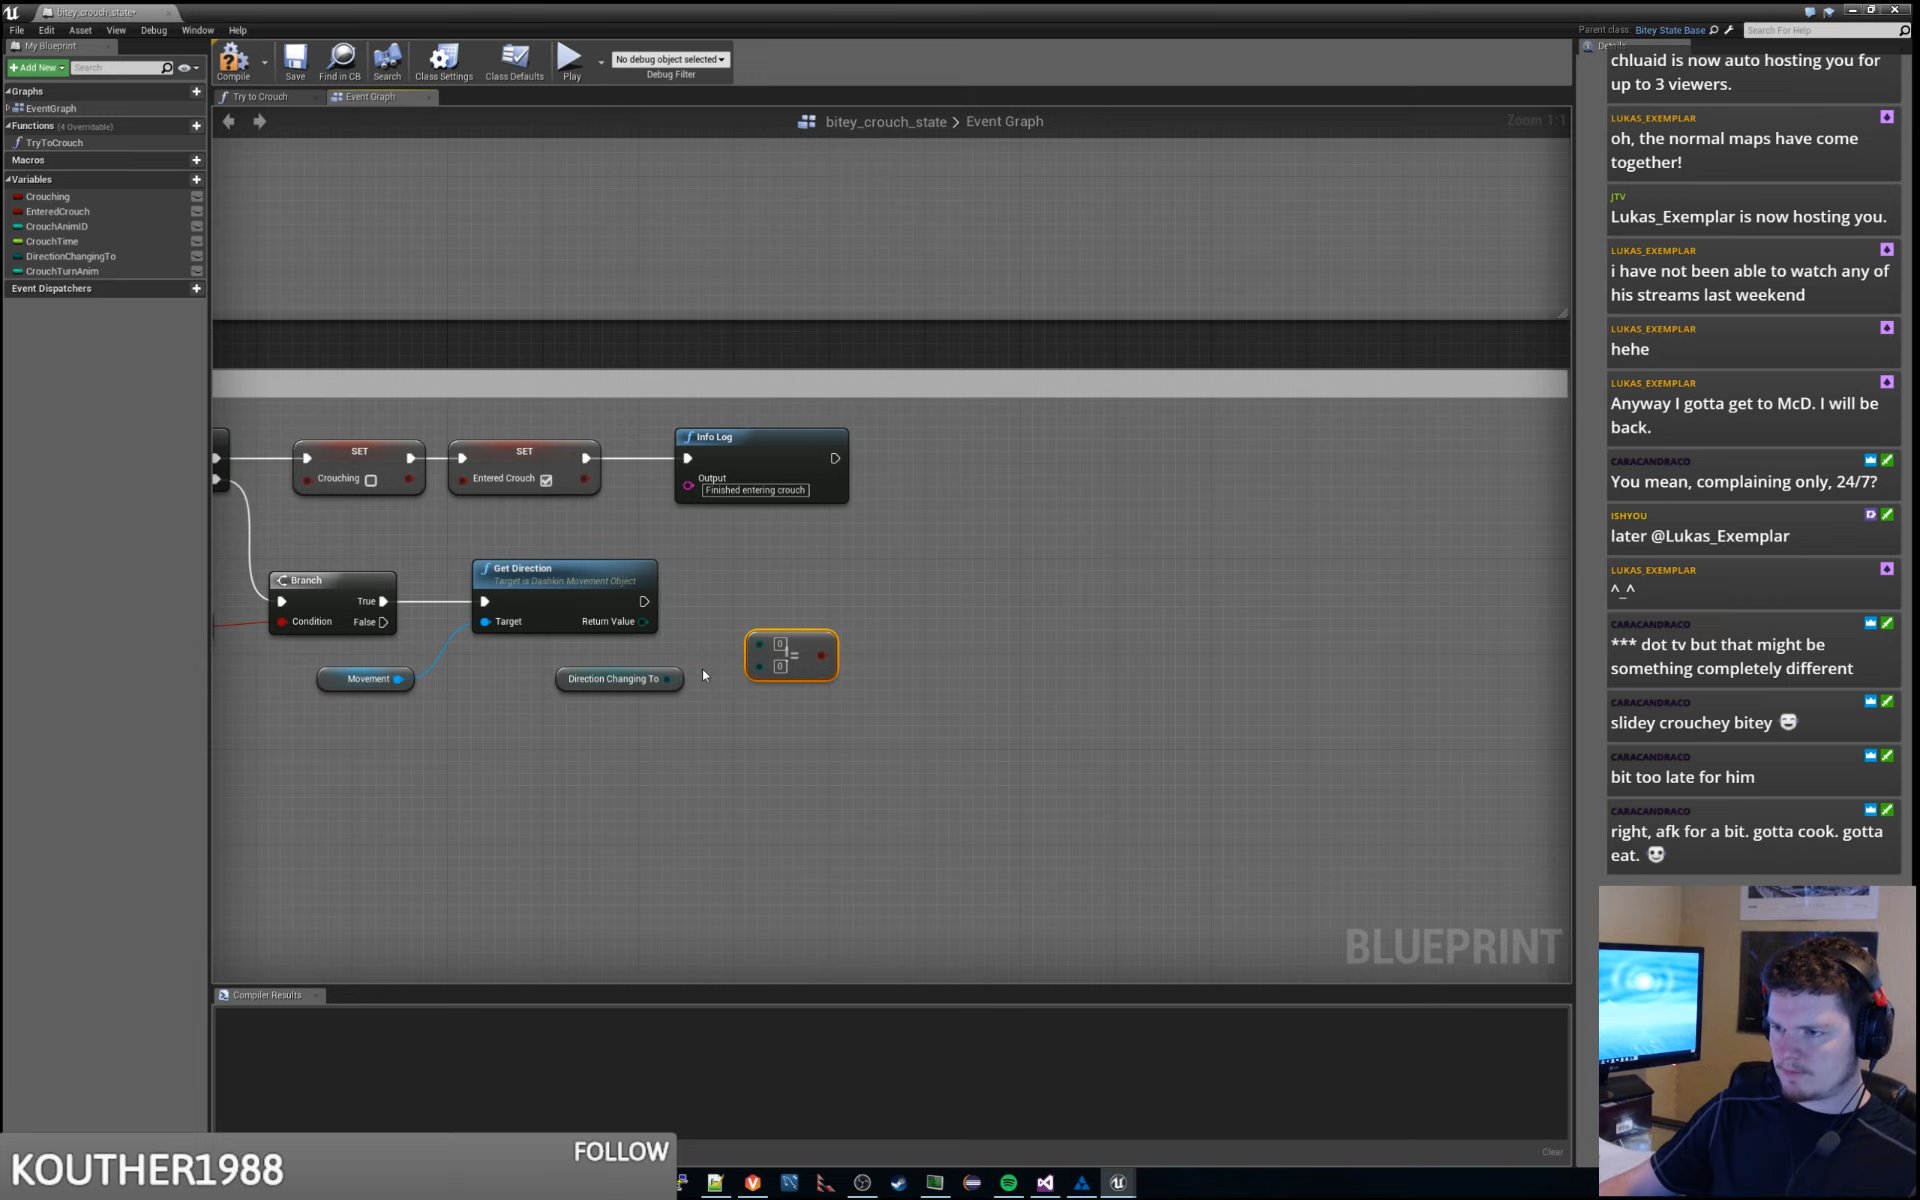 bitey_crouch_state*
File Edit Asset View Window Debug Help
Parent class: Bitey State Base
Search For Help
My Blueprint
Add New
Search
Compile
Save
Find in CB
Search
Class Settings
Class Defaults
Play
No debug object selected
Debug Filter
Details
Graphs
EventGraph
Functions (4 Overridable)
TryToCrouch
Macros
Variables
Crouching
EnteredCrouch
CrouchAnimID
CrouchTime
DirectionChangingTo
CrouchTurnAnim
Event Dispatchers
Try to Crouch
Event Graph
bitey_crouch_state > Event Graph
Zoom 1:1
SET
Crouching
SET
Entered Crouch
Info Log
Output
Finished entering crouch
Branch
True
Condition
False
Get Direction
Target is Dashkin Movement Object
Target
Return Value
Movement
Direction Changing To
0
!=
0
BLUEPRINT
Compiler Results
Clear
chluaid is now auto hosting you for
up to 3 viewers.
LUKAS_EXEMPLAR
oh, the normal maps have come
together!
JTV
Lukas_Exemplar is now hosting you.
LUKAS_EXEMPLAR
i have not been able to watch any of
his streams last weekend
LUKAS_EXEMPLAR
hehe
LUKAS_EXEMPLAR
Anyway I gotta get to McD. I will be
back.
CARACANDRACO
You mean, complaining only, 24/7?
ISHYOU
later @Lukas_Exemplar
LUKAS_EXEMPLAR
^_^
CARACANDRACO
*** dot tv but that might be
something completely different
CARACANDRACO
slidey crouchey bitey
CARACANDRACO
bit too late for him
CARACANDRACO
right, afk for a bit. gotta cook. gotta
eat.
KOUTHER1988
FOLLOW